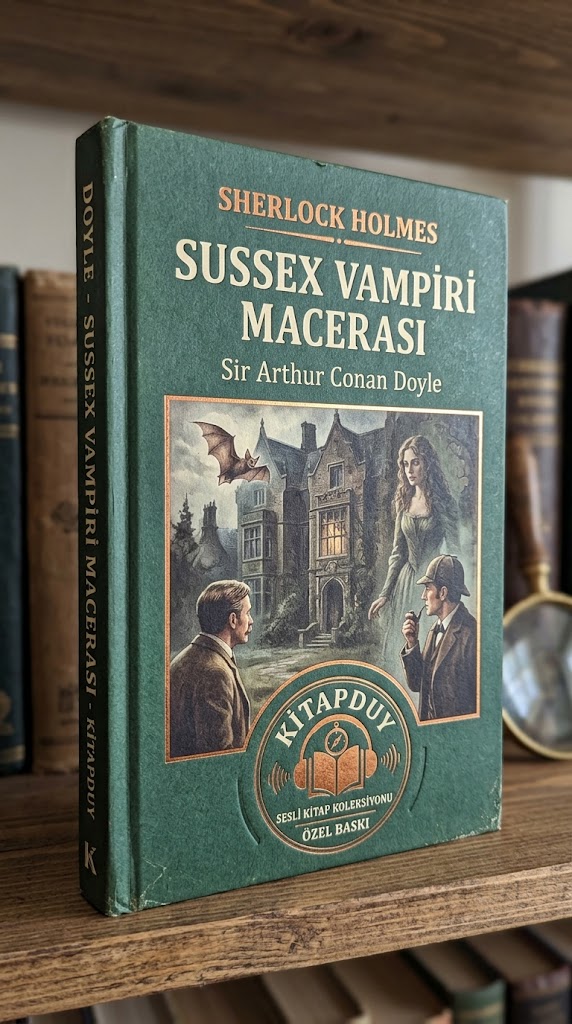 SHERLOCK HOLMES
SUSSEX VAMPİRİ
MACERASI
Sir Arthur Conan Doyle
KİTAPDUY
SESLİ KİTAP KOLERSİYONU
ÖZEL BASKI
DOYLE - SUSSEX VAMPİRİ MACERASI - KİTAPDUY
K